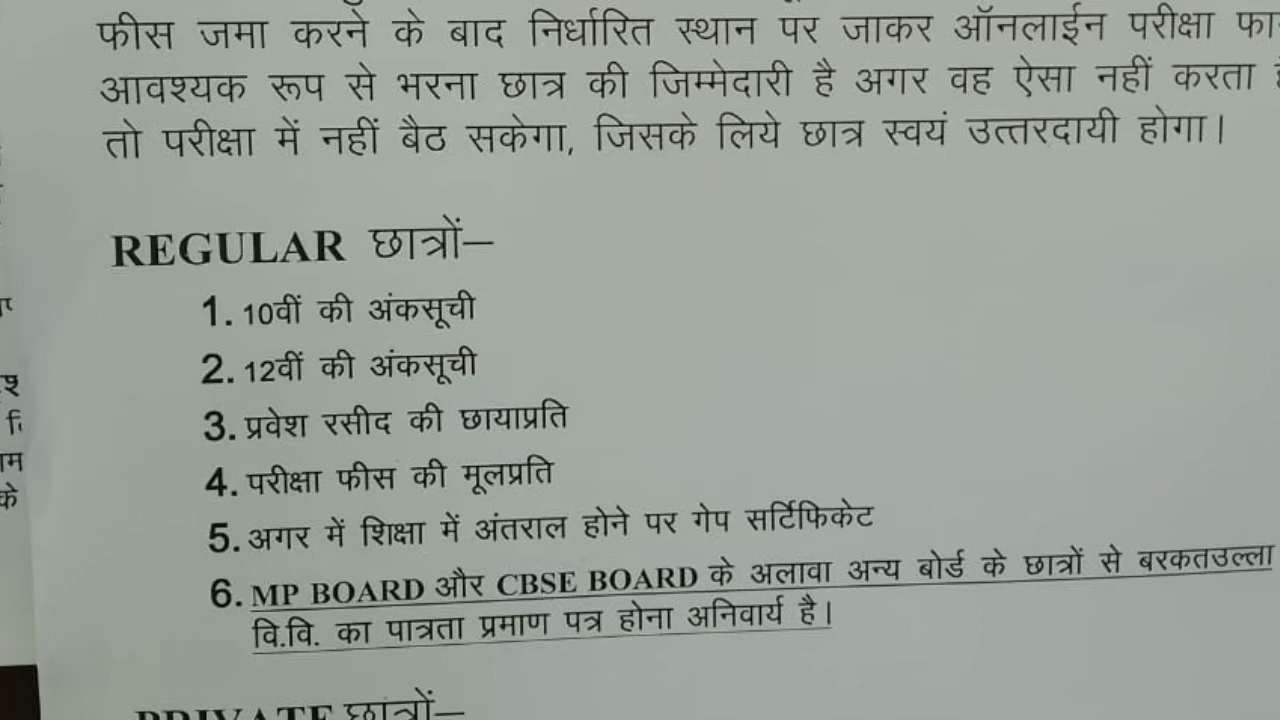 फीस जमा करने के बाद निर्धारित स्थान पर जाकर ऑनलाईन परीक्षा
आवश्यक रूप से भरना छात्र की जिम्मेदारी है अगर वह ऐसा नहीं करता
तो परीक्षा में नहीं बैठ सकेगा, जिसके लिये छात्र स्वयं उत्तरदायी होगा।
REGULAR छात्रों–
1. 10वीं की अंकसूची
2. 12वीं की अंकसूची
3. प्रवेश रसीद की छायाप्रति
4. परीक्षा फीस की मूलप्रति
5. अगर में शिक्षा में अंतराल होने पर गेप सर्टिफिकेट
6. MP BOARD और CBSE BOARD के अलावा अन्य बोर्ड के छात्रों से बरकतउल्ला
वि.वि. का पात्रता प्रमाण पत्र होना अनिवार्य है।
PRIVATE छात्रों–